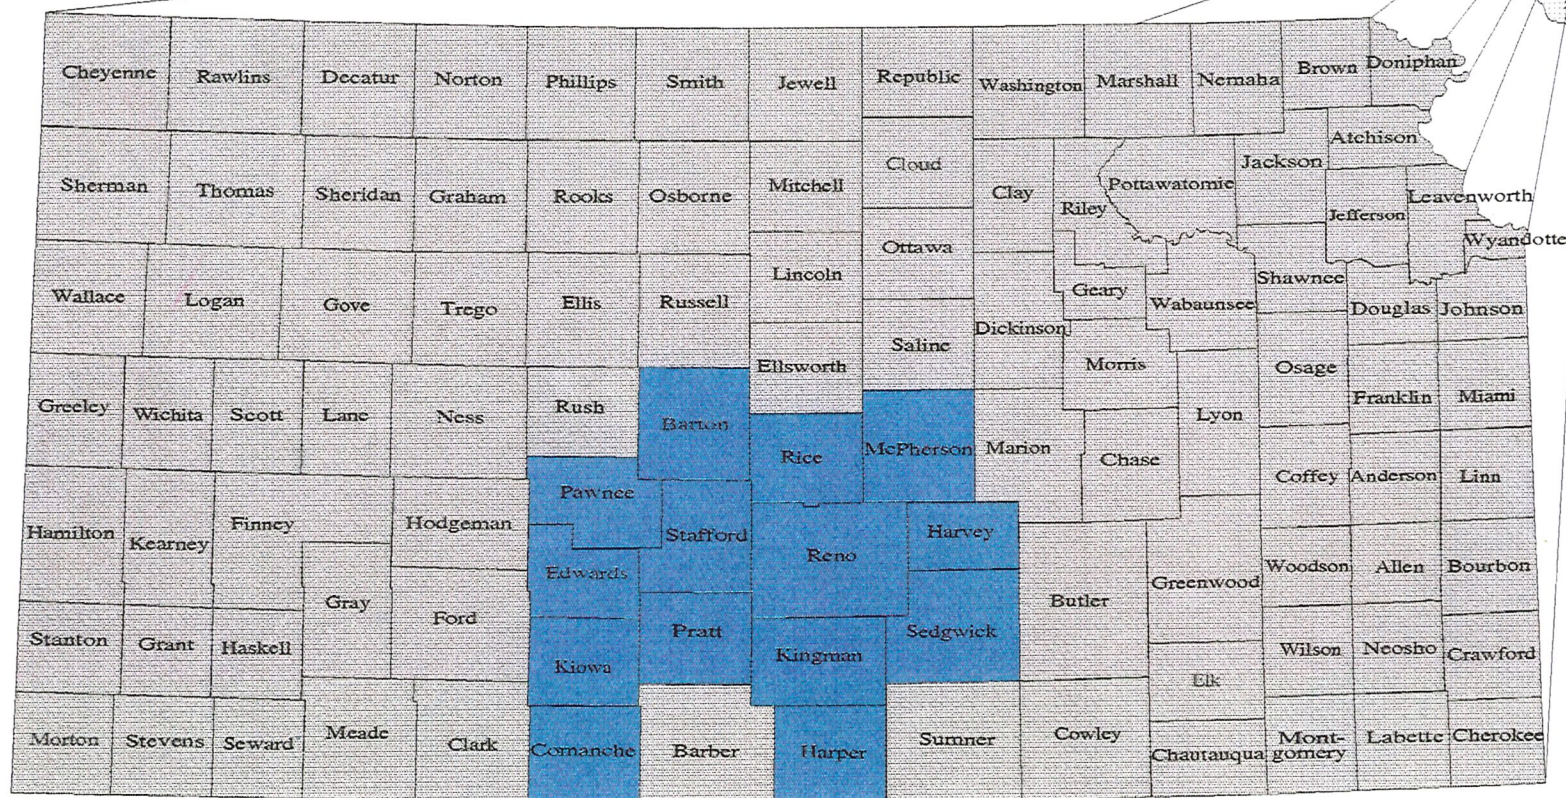 Cheyenne
Rawlins
Decatur
Norton
Phillips
Smith
Jewell
Republic
Washington
Marshall
Nemaha
Brown
Doniphan
Sherman
Thomas
Sheridan
Graham
Rooks
Osborne
Mitchell
Cloud
Clay
Riley
Pottawatomie
Jackson
Atchison
Jefferson
Leavenworth
Wyandotte
Wallace
Logan
Gove
Trego
Ellis
Russell
Lincoln
Ottawa
Saline
Dickinson
Geary
Wabaunsee
Shawnee
Douglas
Johnson
Greeley
Wichita
Scott
Lane
Ness
Rush
Barton
Ellsworth
Rice
McPherson
Marion
Morris
Chase
Lyon
Osage
Franklin
Miami
Hamilton
Kearney
Finney
Hodgeman
Pawnee
Stafford
Edwards
Reno
Harvey
Coffey
Anderson
Linn
Stanton
Grant
Haskell
Gray
Ford
Kiowa
Pratt
Kingman
Sedgwick
Butler
Greenwood
Woodson
Allen
Bourbon
Wilson
Neosho
Crawford
Elk
Morton
Stevens
Seward
Meade
Clark
Comanche
Barber
Harper
Sumner
Cowley
Chautauqua
Mont-
gomery
Labette
Cherokee